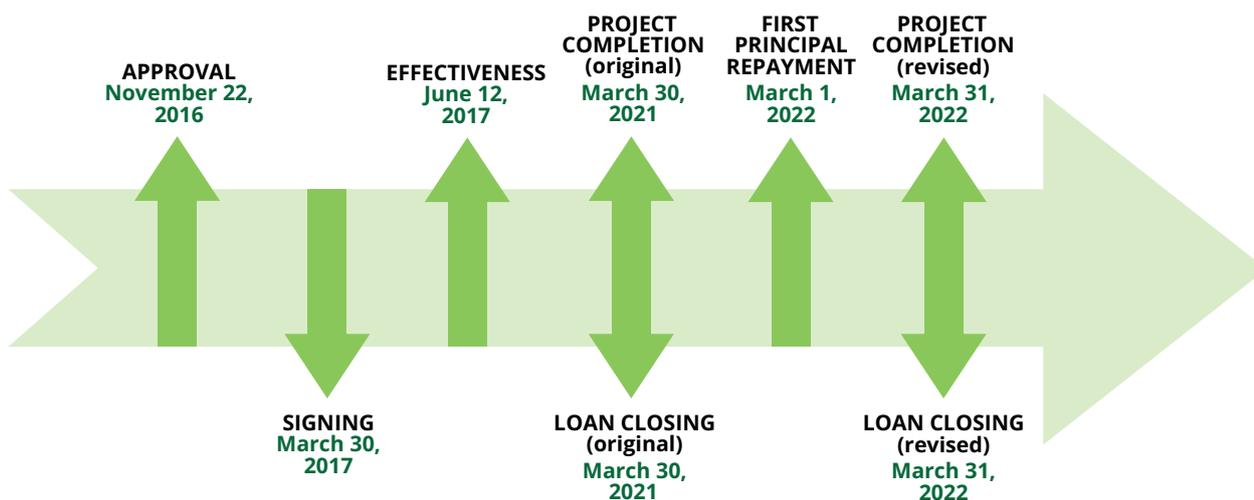 APPROVAL
November 22,
2016
SIGNING
March 30,
2017
EFFECTIVENESS
June 12,
2017
PROJECT
COMPLETION
(original)
March 30,
2021
LOAN CLOSING
(original)
March 30,
2021
FIRST
PRINCIPAL
REPAYMENT
March 1,
2022
PROJECT
COMPLETION
(revised)
March 31,
2022
LOAN CLOSING
(revised)
March 31,
2022